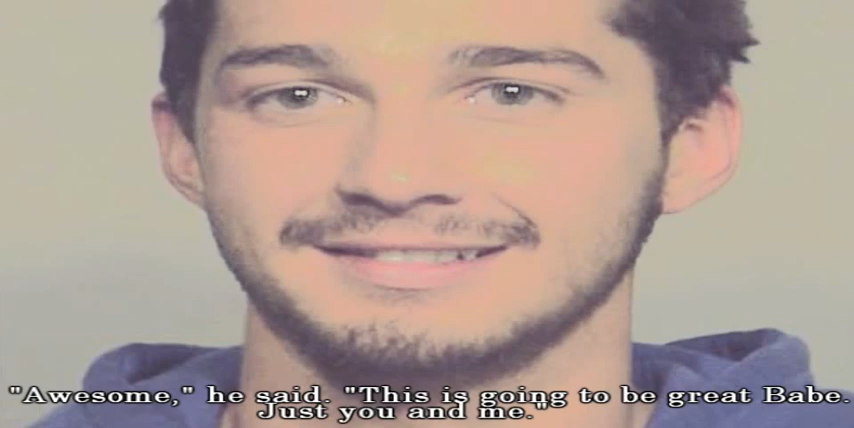 "Awesome," he said. "This is going to be great Babe.
Just you and me."